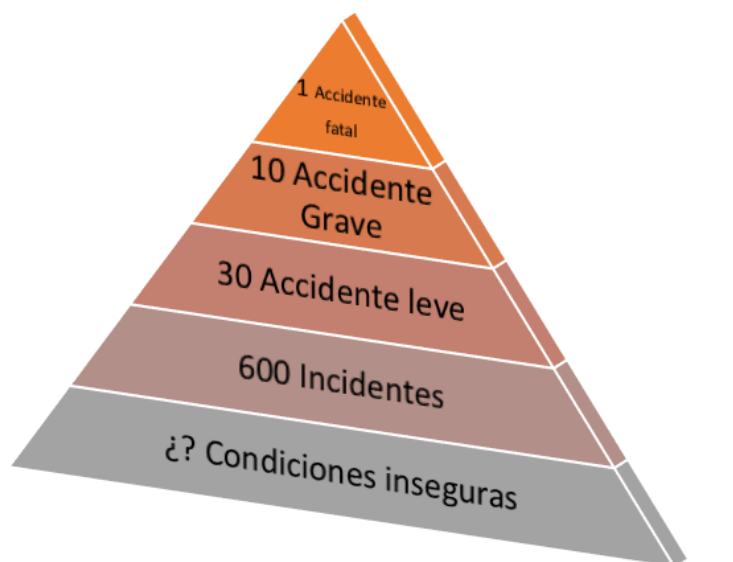 1 Accidente
fatal
10 Accidente
Grave
30 Accidente leve
600 Incidentes
¿? Condiciones inseguras